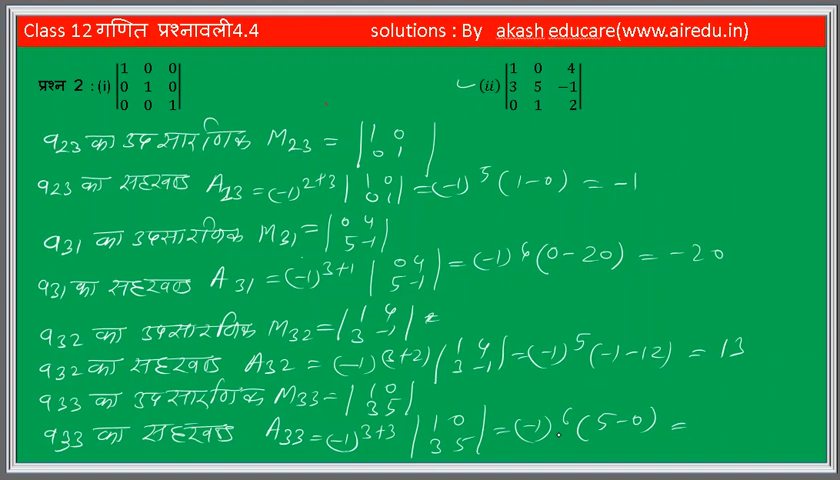 Class 12 गणित प्रश्नावली4.4 solutions : By akash educare(www.airedu.in)
प्रश्न 2 : (i) |1 0 0| (ii) |1 0 4|
|0 1 0| |3 5 −1|
|0 0 1| |0 1 2|
a23 का उपसारणिक M23 = |1 0|
|0 1|
a23 का सहखण्ड A23 = (-1)^2+3 |1 0| = (-1)^5 (1-0) = -1
|0 1|
a31 का उपसारणिक M31 = |0 4|
|5 -1|
a31 का सहखण्ड A31 = (-1)^3+1 |0 4| = (-1)^4 (0-20) = -20
|5 -1|
a32 का उपसारणिक M32 = |1 4|
|3 -1|
a32 का सहखण्ड A32 = (-1)^(3+2) |1 4| = (-1)^5 (-1-12) = 13
|3 -1|
a33 का उपसारणिक M33 = |1 0|
|3 5|
a33 का सहखण्ड A33 = (-1)^3+3 |1 0| = (-1)^6 (5-0) =
|3 5|